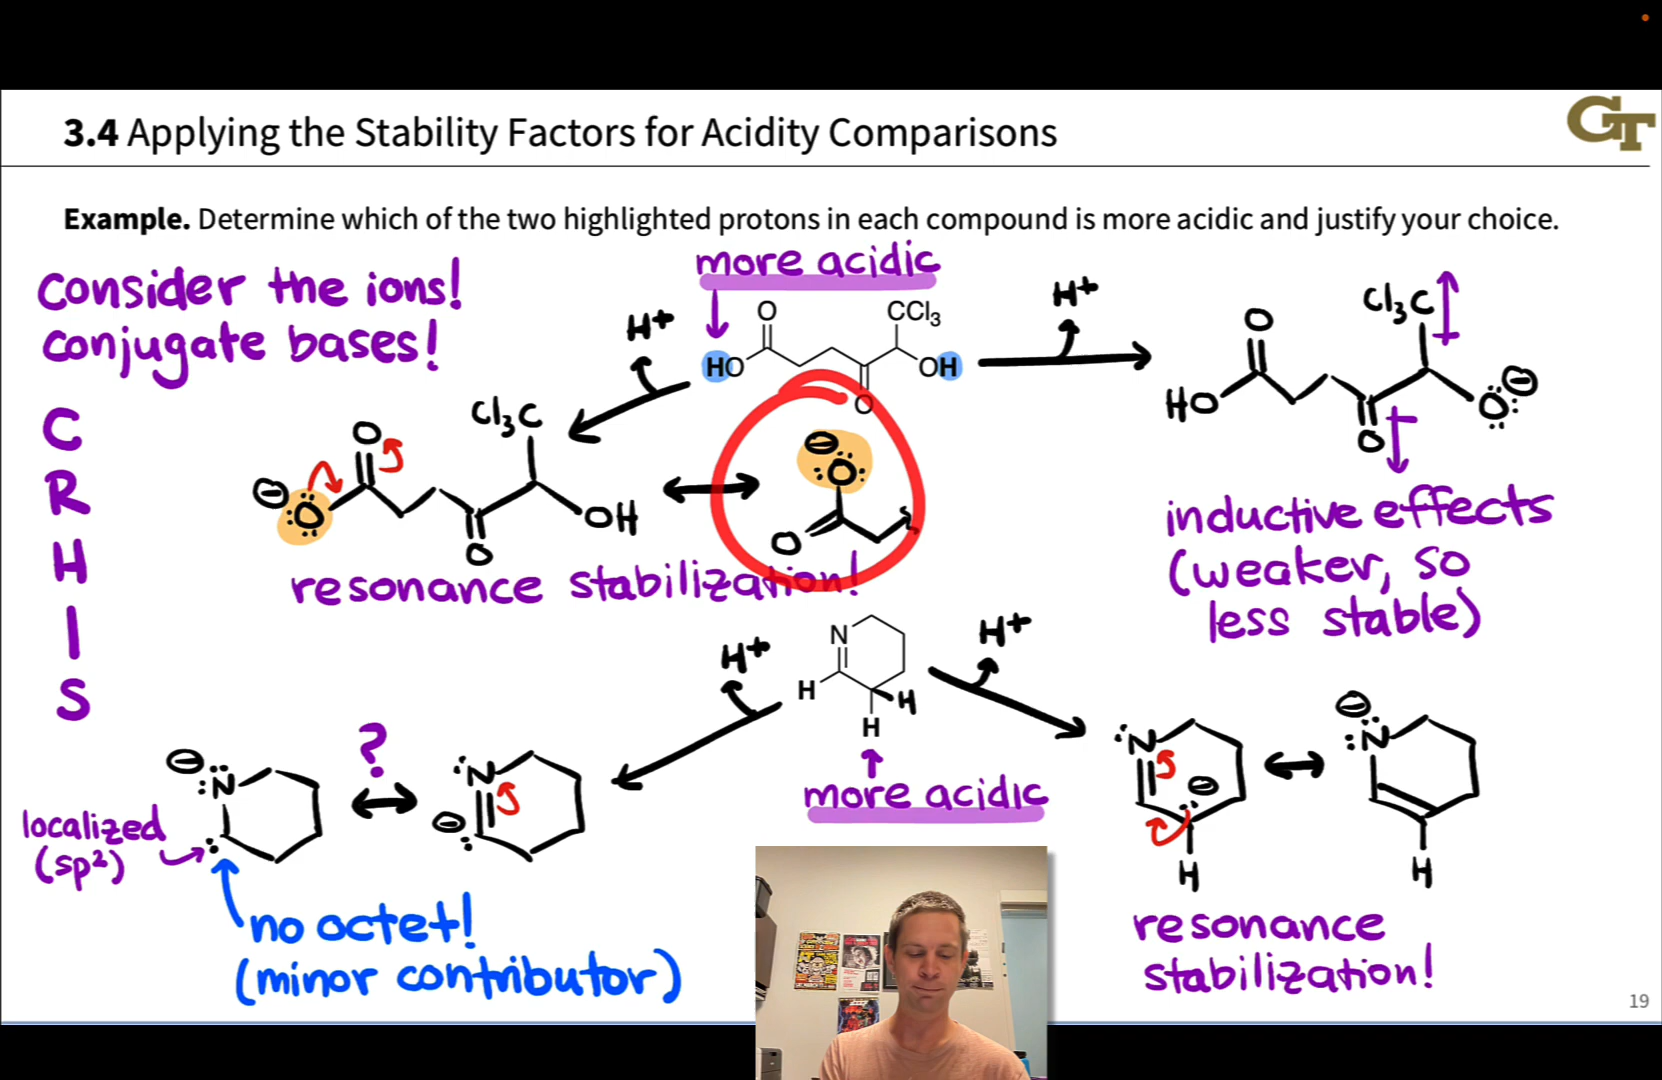 GT
3.4 Applying the Stability Factors for Acidity Comparisons
Example. Determine which of the two highlighted protons in each compound is more acidic and justify your choice.
consider the ions!
conjugate bases!
C
R
H
I
S
more acidic
H+
O
CCl3
HO
OH
O
H+
Cl3C
O
HO
O
O
inductive effects
(weaker, so
less stable)
Cl3C
O
O
O
OH
O
O
resonance stabilization!
H+
N
H
H
H
H+
more acidic
N
?
N
localized
(sp2)
no octet!
(minor contributor)
N
H
N
H
resonance
stabilization!
19